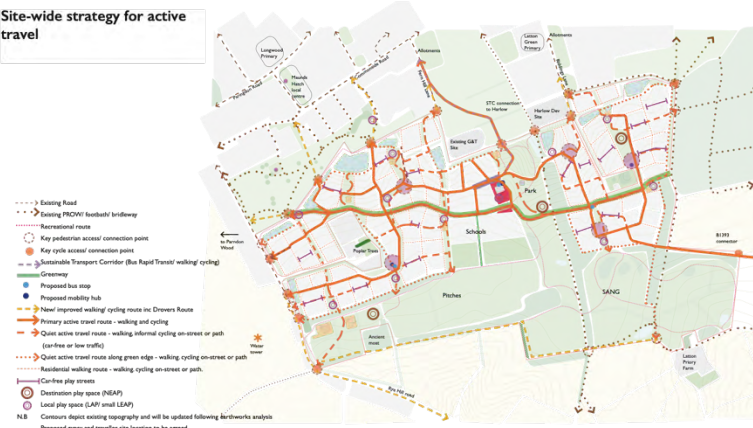 Site-wide strategy for active
travel
Allotments
Latton
Green
Primary
Allotments
Longwood
Primary
Maunds
Hatch
local
centre
STC connection
to Harlow
Harlow Dec
Site
Existing G&T
Site
Park
Existing Road
Existing PROW/ footpath/ bridleway
Recreational route
Key pedestrian access/ connection point
Key cycle access/ connection point
Sustainable Transport Corridor (Bus Rapid Transit/ walking/ cycling)
Greenway
Proposed bus stop
Proposed mobility hub
New/ improved walking/ cycling route inc Drovers Route
Primary active travel route - walking and cycling
Quiet active travel route - walking, informal cycling on-street or path
(car-free or low traffic)
Quiet active travel route along green edge - walking, cycling on-street or path
Residential walking route - walking, cycling on-street or path.
Car-free play streets
Destination play space (NEAP)
Local play space (LAP/ small LEAP)
N.B Contours depict existing topography and will be updated following earthworks analysis
to Parndon
Wood
Poplar Trees
Schools
B1393
connector
Pitches
SANG
Water
tower
Ancient
moat
Latton
Priory
Farm
Rye Hill road